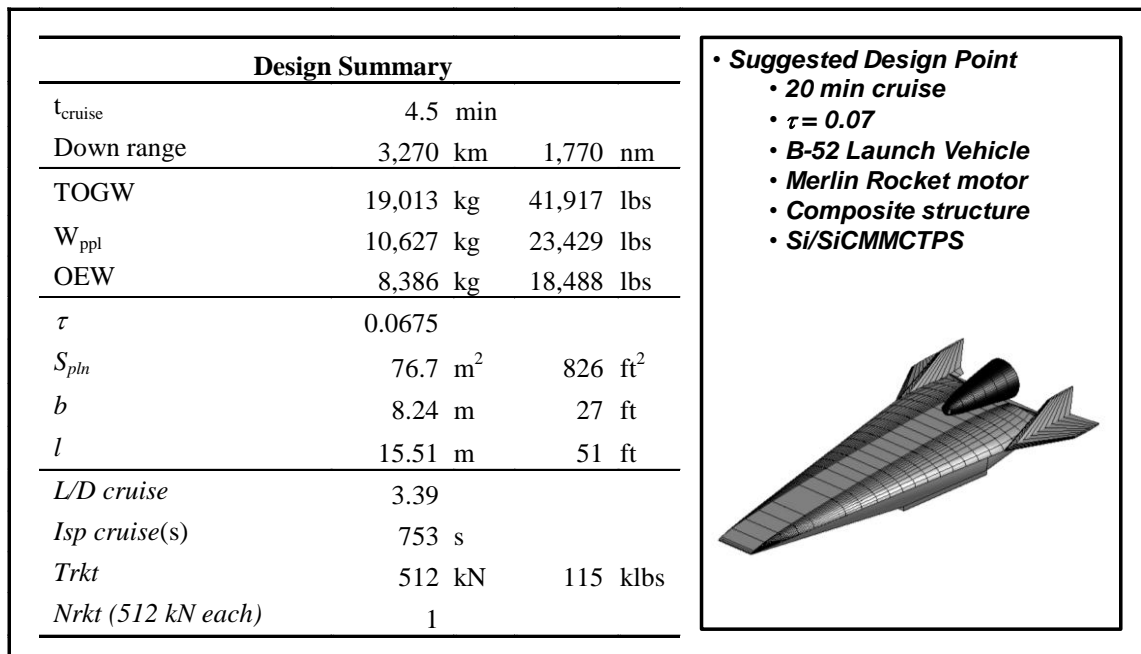 Design Summary
t_cruise 4.5 min
Down range 3,270 km 1,770 nm
TOGW 19,013 kg 41,917 lbs
W_ppl 10,627 kg 23,429 lbs
OEW 8,386 kg 18,488 lbs
τ 0.0675
S_pln 76.7 m² 826 ft²
b 8.24 m 27 ft
l 15.51 m 51 ft
L/D cruise 3.39
Isp cruise(s) 753 s
Trkt 512 kN 115 klbs
Nrkt (512 kN each) 1
• Suggested Design Point
• 20 min cruise
• τ = 0.07
• B-52 Launch Vehicle
• Merlin Rocket motor
• Composite structure
• Si/SiCMMCTPS